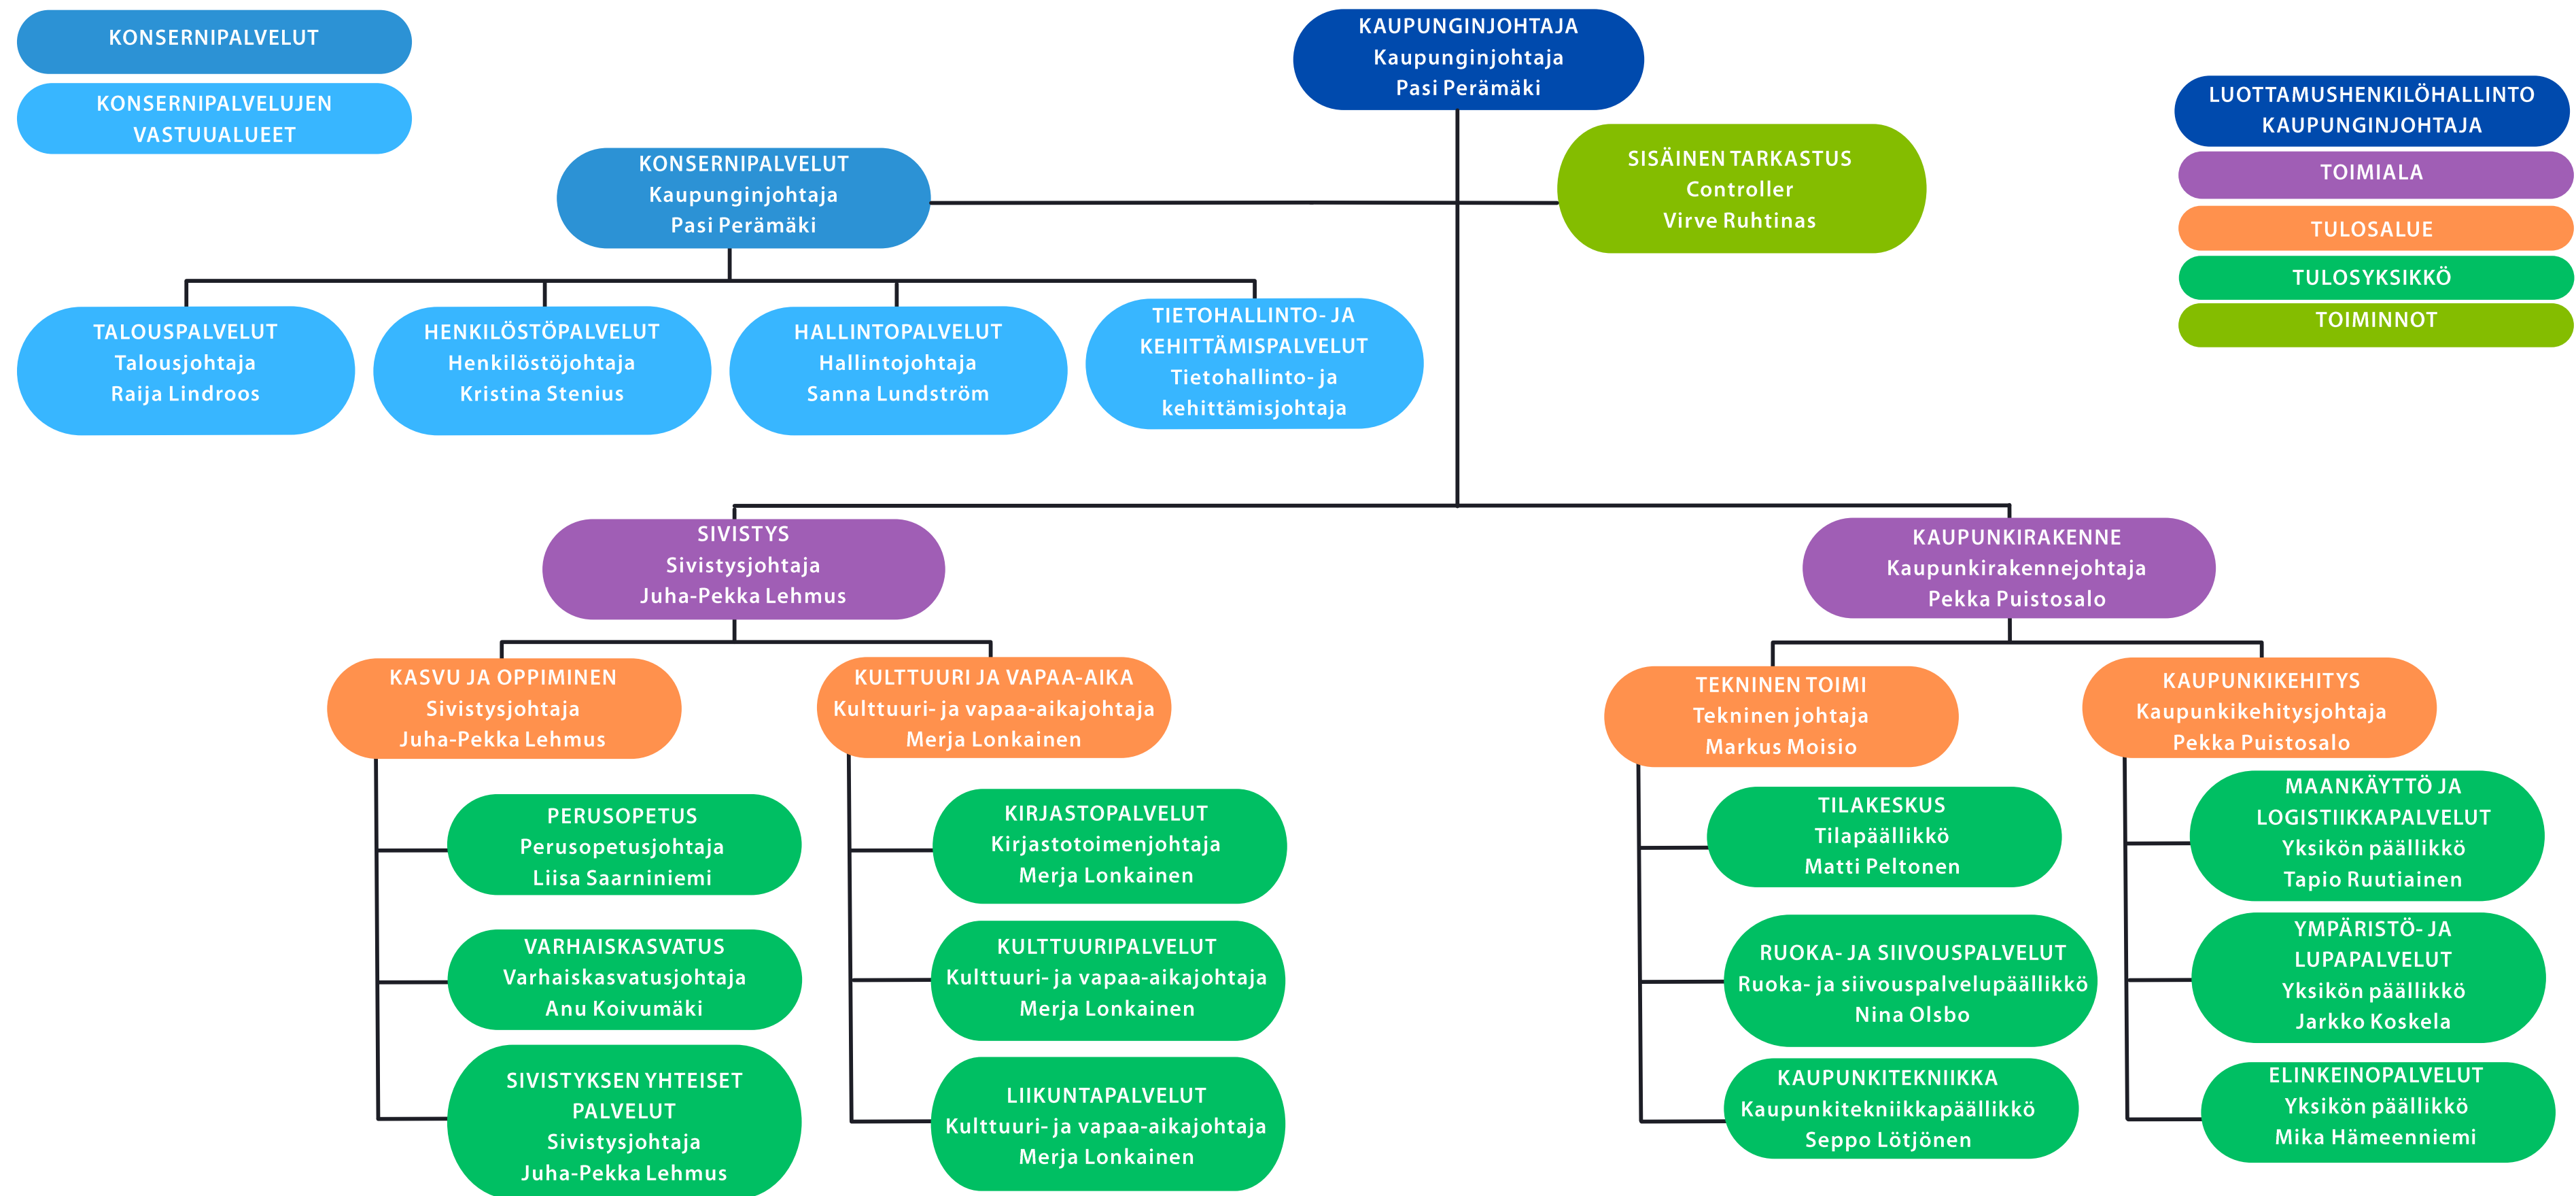 KONSERNIPALVELUT
KONSERNIPALVELUJEN
VASTUUALUEET
KAUPUNGINJOHTAJA
Kaupunginjohtaja
Pasi Perämäki
LUOTTAMUSHENKILÖHALLINTO
KAUPUNGINJOHTAJA
TOIMIALA
TULOSALUE
TULOSYKSIKKÖ
TOIMINNOT
KONSERNIPALVELUT
Kaupunginjohtaja
Pasi Perämäki
SISÄINEN TARKASTUS
Controller
Virve Ruhtinas
TALOUSPALVELUT
Talousjohtaja
Raija Lindroos
HENKILÖSTÖPALVELUT
Henkilöstöjohtaja
Kristina Stenius
HALLINTOPALVELUT
Hallintojohtaja
Sanna Lundström
TIETOHALLINTO- JA
KEHITTÄMISPALVELUT
Tietohallinto- ja
kehittämisjohtaja
SIVISTYS
Sivistysjohtaja
Juha-Pekka Lehmus
KAUPUNKIRAKENNE
Kaupunkirakennejohtaja
Pekka Puistosalo
KASVU JA OPPIMINEN
Sivistysjohtaja
Juha-Pekka Lehmus
PERUSOPETUS
Perusopetusjohtaja
Liisa Saarniniemi
VARHAISKASVATUS
Varhaiskasvatusjohtaja
Anu Koivumäki
SIVISTYKSEN YHTEISET
PALVELUT
Sivistysjohtaja
Juha-Pekka Lehmus
KULTTUURI JA VAPAA-AIKA
Kulttuuri- ja vapaa-aikajohtaja
Merja Lonkainen
KIRJASTOPALVELUT
Kirjastotoimenjohtaja
Merja Lonkainen
KULTTUURIPALVELUT
Kulttuuri- ja vapaa-aikajohtaja
Merja Lonkainen
LIIKUNTAPALVELUT
Kulttuuri- ja vapaa-aikajohtaja
Merja Lonkainen
TEKNINEN TOIMI
Tekninen johtaja
Markus Moisio
TILAKESKUS
Tilapäällikkö
Matti Peltonen
RUOKA- JA SIIVOUSPALVELUT
Ruoka- ja siivouspalvelupäällikkö
Nina Olsbo
KAUPUNKITEKNIIKKA
Kaupunkitekniikkapäällikkö
Seppo Lötjönen
KAUPUNKIKEHITYS
Kaupunkikehitysjohtaja
Pekka Puistosalo
MAANKÄYTTÖ JA
LOGISTIIKKAPALVELUT
Yksikön päällikkö
Tapio Ruutiainen
YMPÄRISTÖ- JA
LUPAPALVELUT
Yksikön päällikkö
Jarkko Koskela
ELINKEINOPALVELUT
Yksikön päällikkö
Mika Hämeenniemi